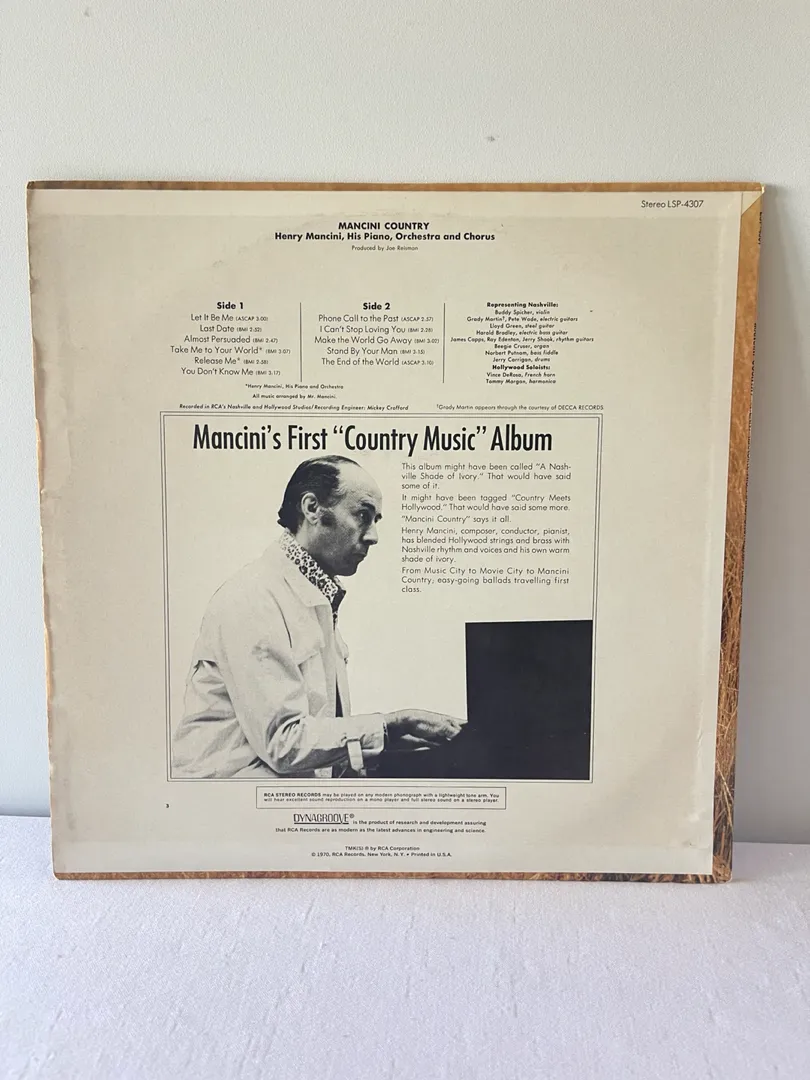 Stereo LSP-4307
MANCINI COUNTRY
Henry Mancini, His Piano, Orchestra and Chorus
Produced by Joe Reisman
Side 1
Let It Be Me (ASCAP 3:00)
Last Date (BMI 2:52)
Almost Persuaded (BMI 2:47)
Take Me to Your World* (BMI 3:07)
Release Me* (BMI 2:58)
You Don't Know Me (BMI 3:17)
Side 2
Phone Call to the Past (ASCAP 2:57)
I Can't Stop Loving You (BMI 2:28)
Make the World Go Away (BMI 3:02)
Stand By Your Man (BMI 3:15)
The End of the World (ASCAP 3:10)
Representing Nashville:
Buddy Spicher, violin
Grady Martin†, Pete Wade, electric guitars
Lloyd Green, steel guitar
Harold Bradley, electric bass guitar
James Capps, Ray Edenton, Jerry Shook, rhythm guitars
Beegie Cruser, organ
Norbert Putnam, bass fiddle
Jerry Carrigan, drums
Hollywood Soloists:
Vince DeRosa, French horn
Tommy Morgan, harmonica
*Henry Mancini, His Piano and Orchestra
All music arranged by Mr. Mancini.
Recorded in RCA's Nashville and Hollywood Studios/Recording Engineer: Mickey Crofford
†Grady Martin appears through the courtesy of DECCA RECORDS.
Mancini's First "Country Music" Album
This album might have been called "A Nash-
ville Shade of Ivory." That would have said
some of it.
It might have been tagged "Country Meets
Hollywood." That would have said some more.
"Mancini Country" says it all.
Henry Mancini, composer, conductor, pianist,
has blended Hollywood strings and brass with
Nashville rhythm and voices and his own warm
shade of ivory.
From Music City to Movie City to Mancini
Country; easy-going ballads travelling first
class.
RCA STEREO RECORDS may be played on any modern phonograph with a lightweight tone arm. You
will hear excellent sound reproduction on a mono player and full stereo sound on a stereo player.
3
DYNAGROOVE® is the product of research and development assuring
that RCA Records are as modern as the latest advances in engineering and science.
TMK(S) ® by RCA Corporation
© 1970, RCA Records, New York, N.Y. • Printed in U.S.A.